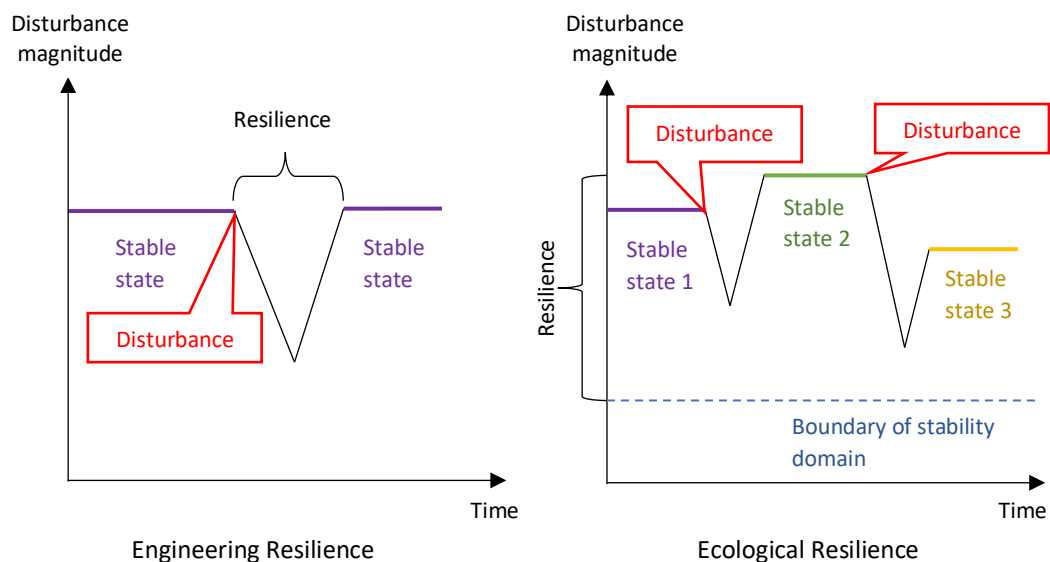 Disturbance
magnitude
Resilience
Stable
state
Stable
state
Disturbance
Time
Engineering Resilience
Disturbance
magnitude
Disturbance
Disturbance
Stable
state 2
Stable
state 1
Stable
state 3
Resilience
Boundary of stability
domain
Time
Ecological Resilience